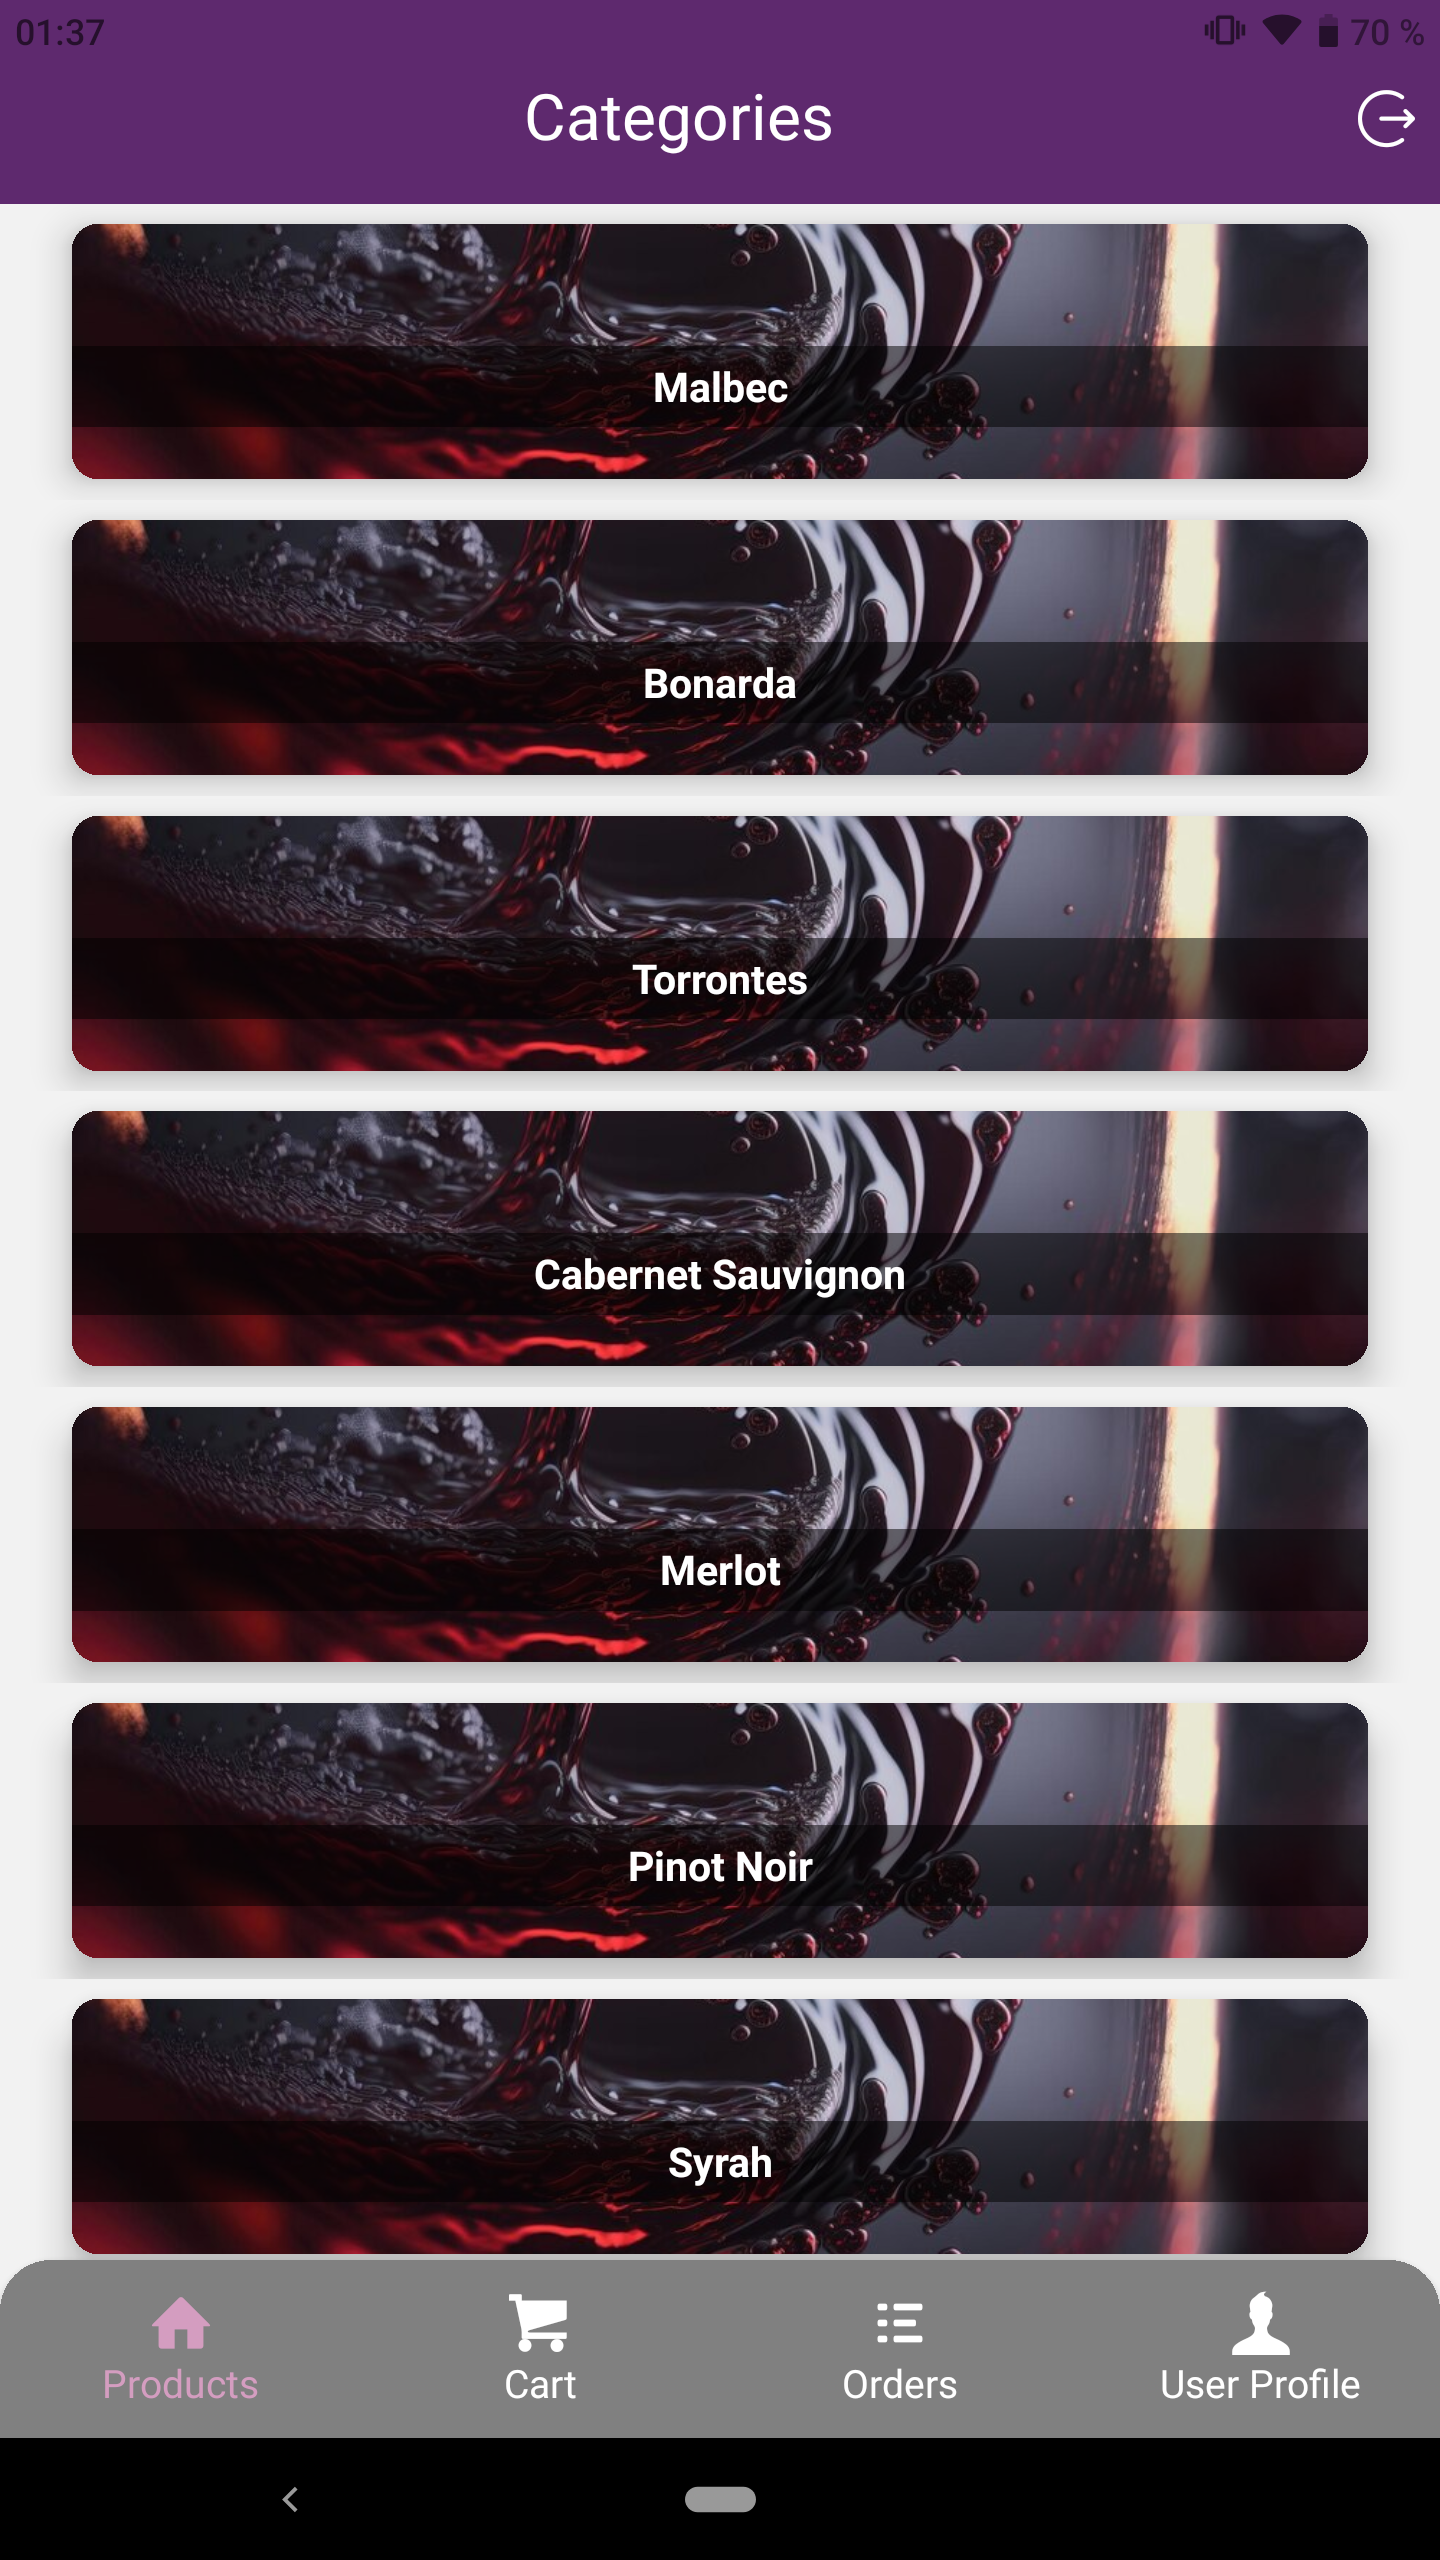 01:37
70 %
Categories
Malbec
Bonarda
Torrontes
Cabernet Sauvignon
Merlot
Pinot Noir
Syrah
Products
Cart
Orders
User Profile